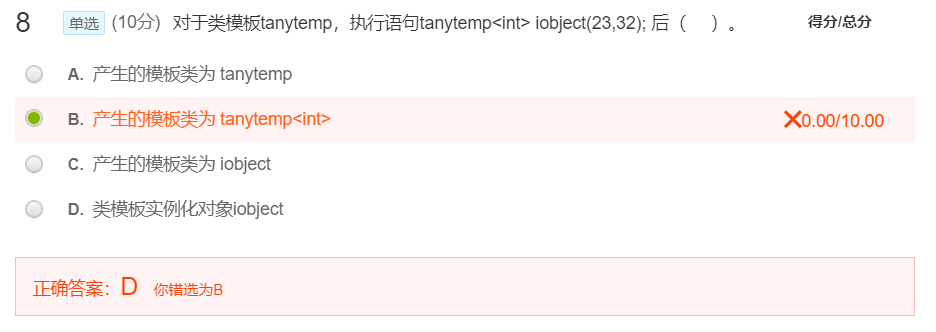 8 单选 (10分) 对于类模板tanytemp，执行语句tanytemp<int> iobject(23,32); 后（ ）。 得分/总分
A. 产生的模板类为 tanytemp
B. 产生的模板类为 tanytemp<int> 0.00/10.00
C. 产生的模板类为 iobject
D. 类模板实例化对象iobject
正确答案：D 你错选为B